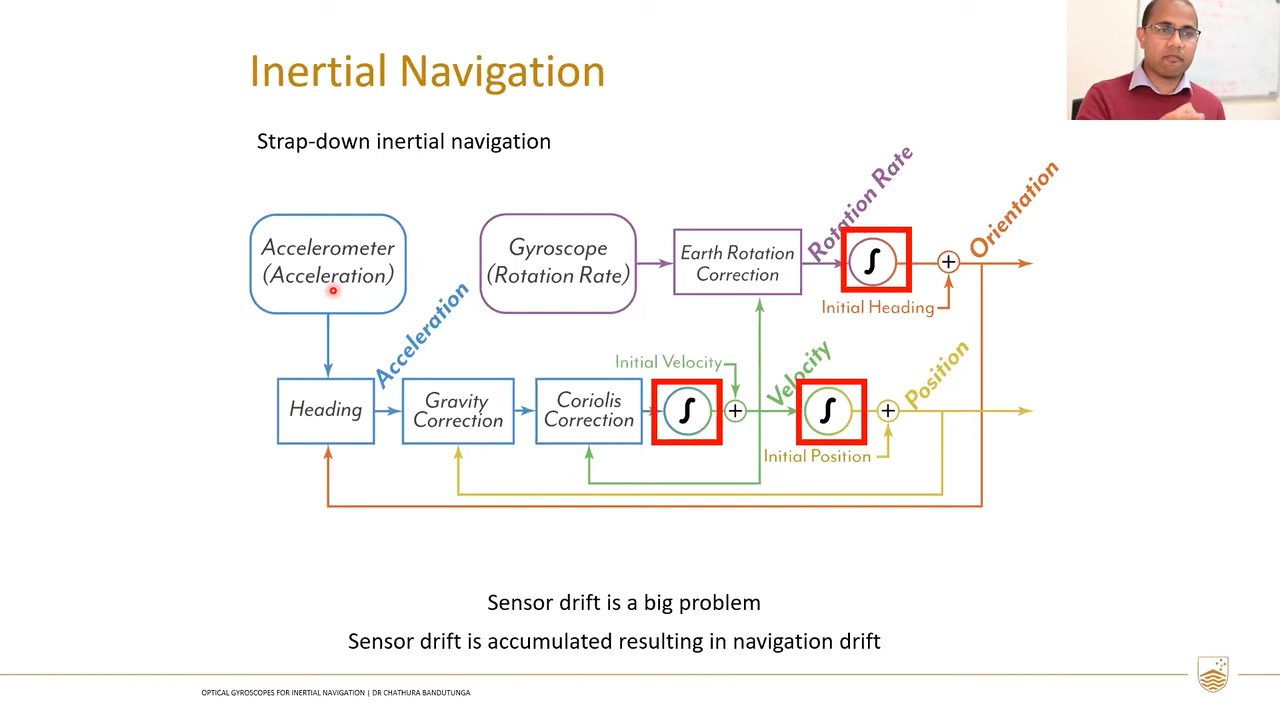 Inertial Navigation
Strap-down inertial navigation
Accelerometer
(Acceleration)
Gyroscope
(Rotation Rate)
Earth Rotation
Correction
Rotation Rate
∫
+
Orientation
Initial Heading
Acceleration
Initial Velocity
Velocity
Position
Heading
Gravity
Correction
Coriolis
Correction
∫
+
∫
+
Initial Position
Sensor drift is a big problem
Sensor drift is accumulated resulting in navigation drift
OPTICAL GYROSCOPES FOR INERTIAL NAVIGATION | DR CHATHURA BANDUTUNGA